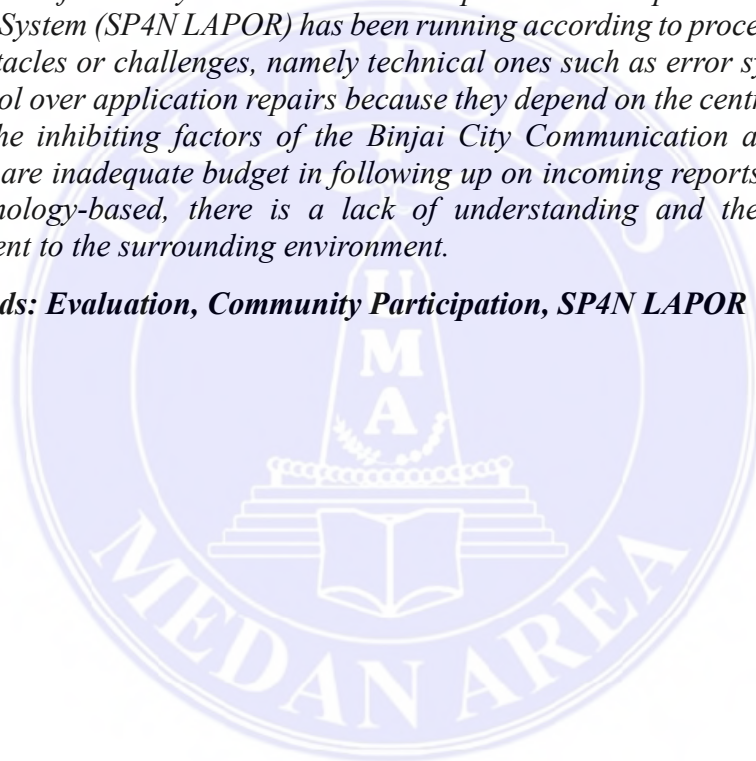 System (SP4N LAPOR) has been running according to proce
tacles or challenges, namely technical ones such as error sy
ol over application repairs because they depend on the cent
he inhibiting factors of the Binjai City Communication a
are inadequate budget in following up on incoming reports
nology-based, there is a lack of understanding and the
ent to the surrounding environment.
ds: Evaluation, Community Participation, SP4N LAPOR
UNIVERSITAS
U
M
A
MEDAN AREA